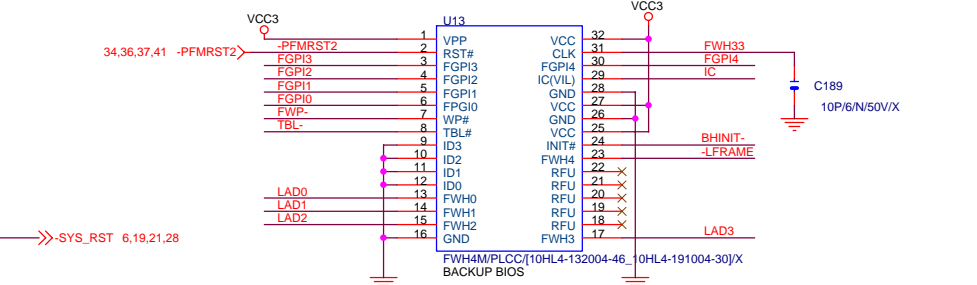 VCC3
U13
VCC3
34,36,37,41 -PFMRST2
-PFMRST2
FGPI3
FGPI2
FGPI1
FGPI0
FWP-
TBL-
LAD0
LAD1
LAD2
1 VPP
2 RST#
3 FGPI3
4 FGPI2
5 FGPI1
6 FPGI0
7 WP#
8 TBL#
9 ID3
10 ID2
11 ID1
12 ID0
13 FWH0
14 FWH1
15 FWH2
16 GND
VCC 32
CLK 31
FGPI4 30
IC(VIL) 29
GND 28
VCC 27
GND 26
VCC 25
INIT# 24
FWH4 23
RFU 22
RFU 21
RFU 20
RFU 19
RFU 18
FWH3 17
FWH33
FGPI4
IC
BHINIT-
-LFRAME
LAD3
C189
10P/6/N/50V/X
-SYS_RST 6,19,21,28
FWH4M/PLCC/[10HL4-132004-46_10HL4-191004-30]/X
BACKUP BIOS